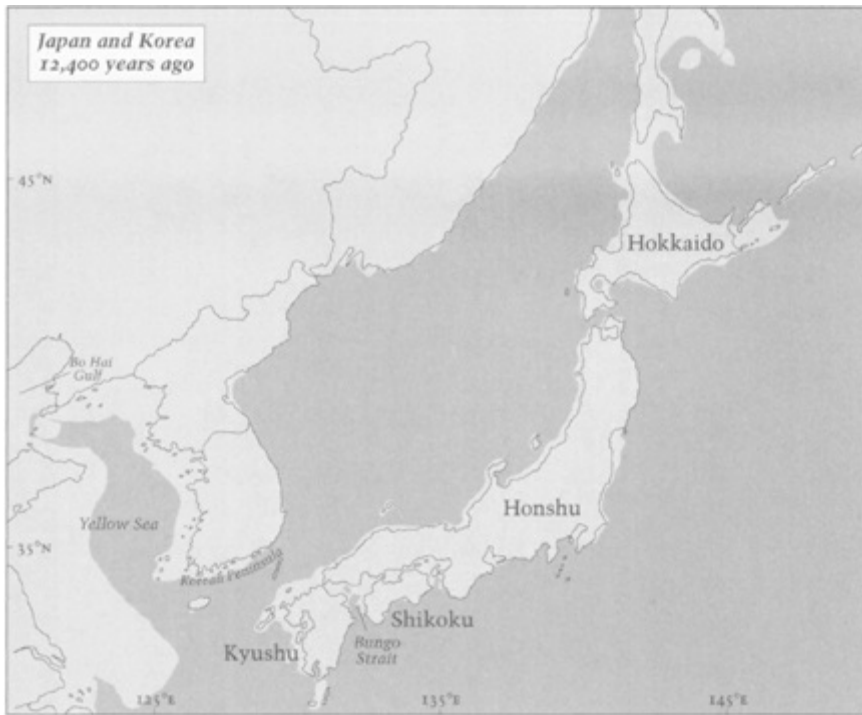 Japan and Korea
12,400 years ago
45°N
Hokkaido
Bo Hai
Gulf
Honshu
Yellow Sea
35°N
Korean Peninsula
Shikoku
Kyushu
Bungo
Strait
125°E
135°E
145°E